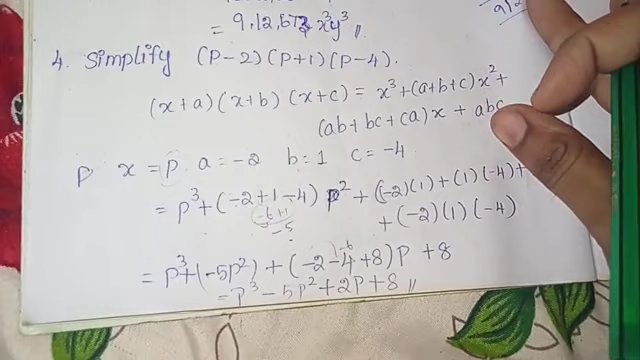 = 9,12,673 x³y³ //
4. Simplify (P-2) (P+1) (P-4).
(x+a) (x+b) (x+c) = x³+(a+b+c)x²+
(ab+bc+ca)x + abc
P x = p a = -2 b = 1 c = -4
= p³ + (-2+1-4) p² + (-2)(1) + (1)(-4)+
-6+1
-5
+ (-2)(1)(-4)
-6
= p³+(-5p²) + (-2-4+8)p +8
= p³ -5p²+2p+8 //